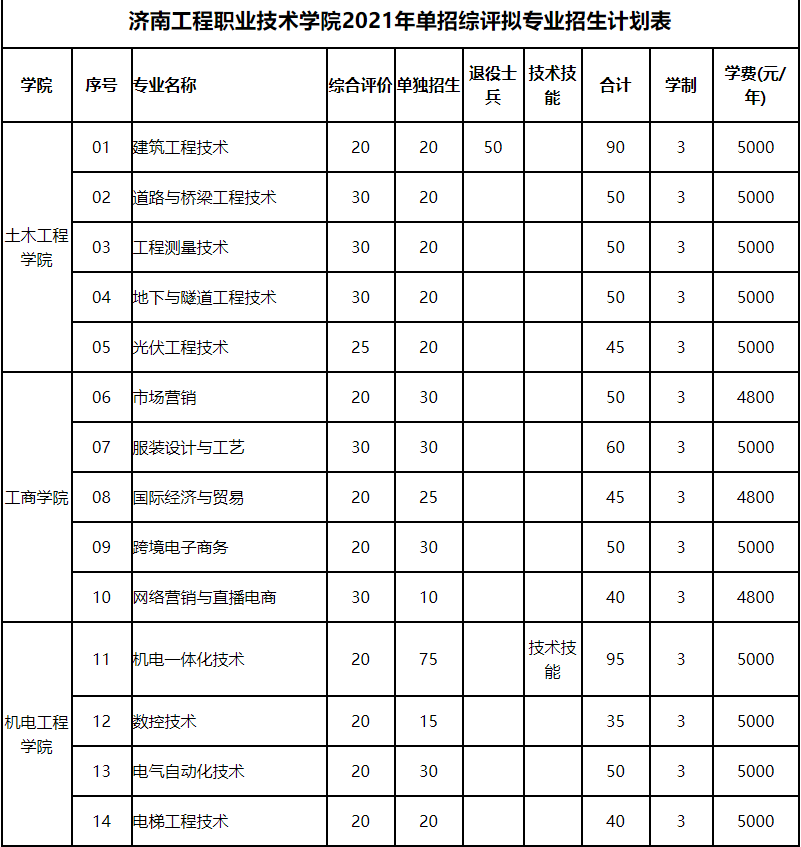 济南工程职业技术学院2021年单招综评拟专业招生计划表
学院 序号 专业名称 综合评价 单独招生 退役士兵 技术技能 合计 学制 学费(元/年)
土木工程学院 01 建筑工程技术 20 20 50 90 3 5000
02 道路与桥梁工程技术 30 20 50 3 5000
03 工程测量技术 30 20 50 3 5000
04 地下与隧道工程技术 30 20 50 3 5000
05 光伏工程技术 25 20 45 3 5000
工商学院 06 市场营销 20 30 50 3 4800
07 服装设计与工艺 30 30 60 3 5000
08 国际经济与贸易 20 25 45 3 4800
09 跨境电子商务 20 30 50 3 5000
10 网络营销与直播电商 30 10 40 3 4800
机电工程学院 11 机电一体化技术 20 75 技术技能 95 3 5000
12 数控技术 20 15 35 3 5000
13 电气自动化技术 20 30 50 3 5000
14 电梯工程技术 20 20 40 3 5000